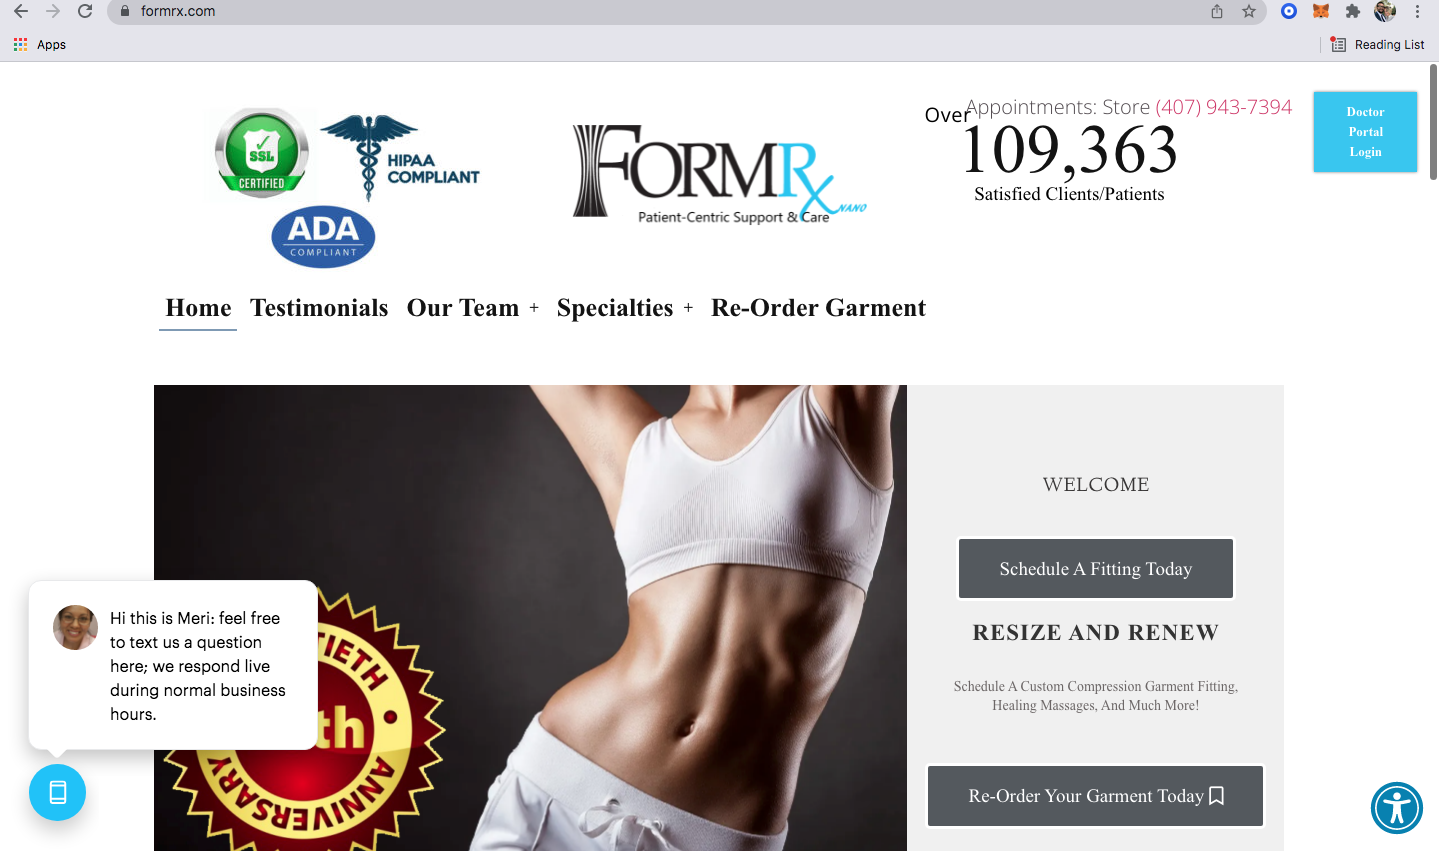 formrx.com
Apps
Reading List
SSL
CERTIFIED
HIPAA
COMPLIANT
ADA
COMPLIANT
FORMRX
NANO
Patient-Centric Support & Care
Appointments: Store (407) 943-7394
Over
109,363
Satisfied Clients/Patients
Doctor
Portal
Login
Home Testimonials Our Team + Specialties + Re-Order Garment
WELCOME
Schedule A Fitting Today
RESIZE AND RENEW
Schedule A Custom Compression Garment Fitting,
Healing Massages, And Much More!
Re-Order Your Garment Today
Hi this is Meri: feel free
to text us a question
here; we respond live
during normal business
hours.
TIETH
th
ANNIVERSARY